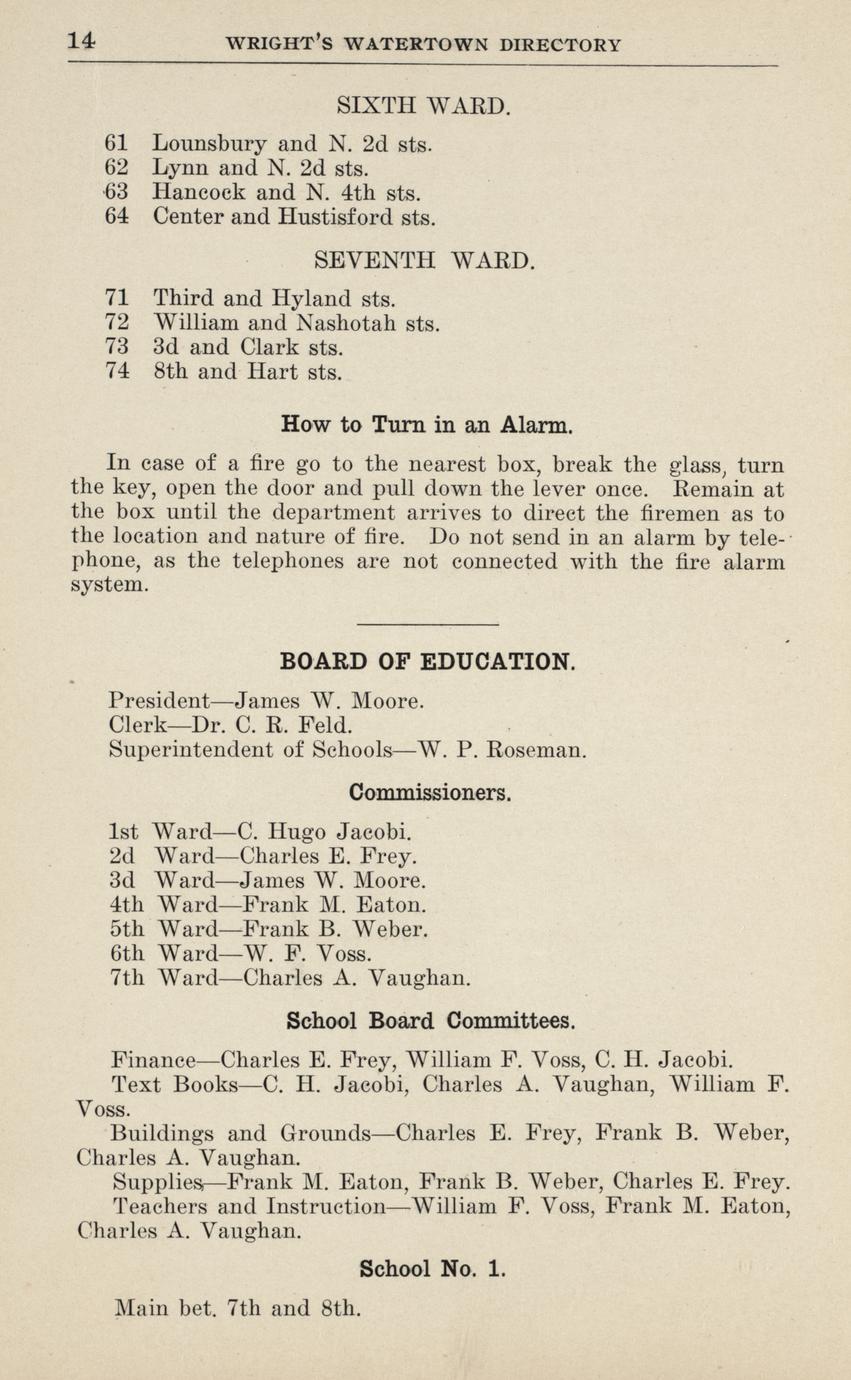 14 WRIGHT'S WATERTOWN DIRECTORY
SIXTH WARD.
61 Lounsbury and N. 2d sts.
62 Lynn and N. 2d sts.
63 Hancock and N. 4th sts.
64 Center and Hustisford sts.
SEVENTH WARD.
71 Third and Hyland sts.
72 William and Nashotah sts.
73 3d and Clark sts.
74 8th and Hart sts.
How to Turn in an Alarm.
In case of a fire go to the nearest box, break the glass, turn
the key, open the door and pull down the lever once. Remain at
the box until the department arrives to direct the firemen as to
the location and nature of fire. Do not send in an alarm by tele-
phone, as the telephones are not connected with the fire alarm
system.
BOARD OF EDUCATION.
President—James W. Moore.
Clerk—Dr. C. R. Feld.
Superintendent of Schools—W. P. Roseman.
Commissioners.
1st Ward—C. Hugo Jacobi.
2d Ward—Charles E. Frey.
3d Ward—James W. Moore.
4th Ward—Frank M. Eaton.
5th Ward—Frank B. Weber.
6th Ward—W. F. Voss.
7th Ward—Charles A. Vaughan.
School Board Committees.
Finance—Charles E. Frey, William F. Voss, C. H. Jacobi.
Text Books—C. H. Jacobi, Charles A. Vaughan, William F.
Voss.
Buildings and Grounds—Charles E. Frey, Frank B. Weber,
Charles A. Vaughan.
Supplies—Frank M. Eaton, Frank B. Weber, Charles E. Frey.
Teachers and Instruction—William F. Voss, Frank M. Eaton,
Charles A. Vaughan.
School No. 1.
Main bet. 7th and 8th.